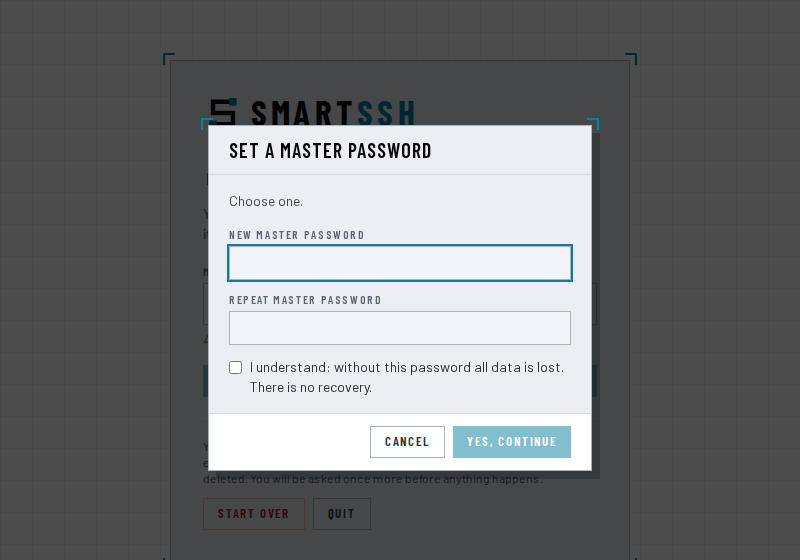 SMARTSSH
SET A MASTER PASSWORD
Choose one.
NEW MASTER PASSWORD
REPEAT MASTER PASSWORD
I understand: without this password all data is lost.
There is no recovery.
CANCEL
YES, CONTINUE
deleted. You will be asked once more before anything happens.
START OVER
QUIT